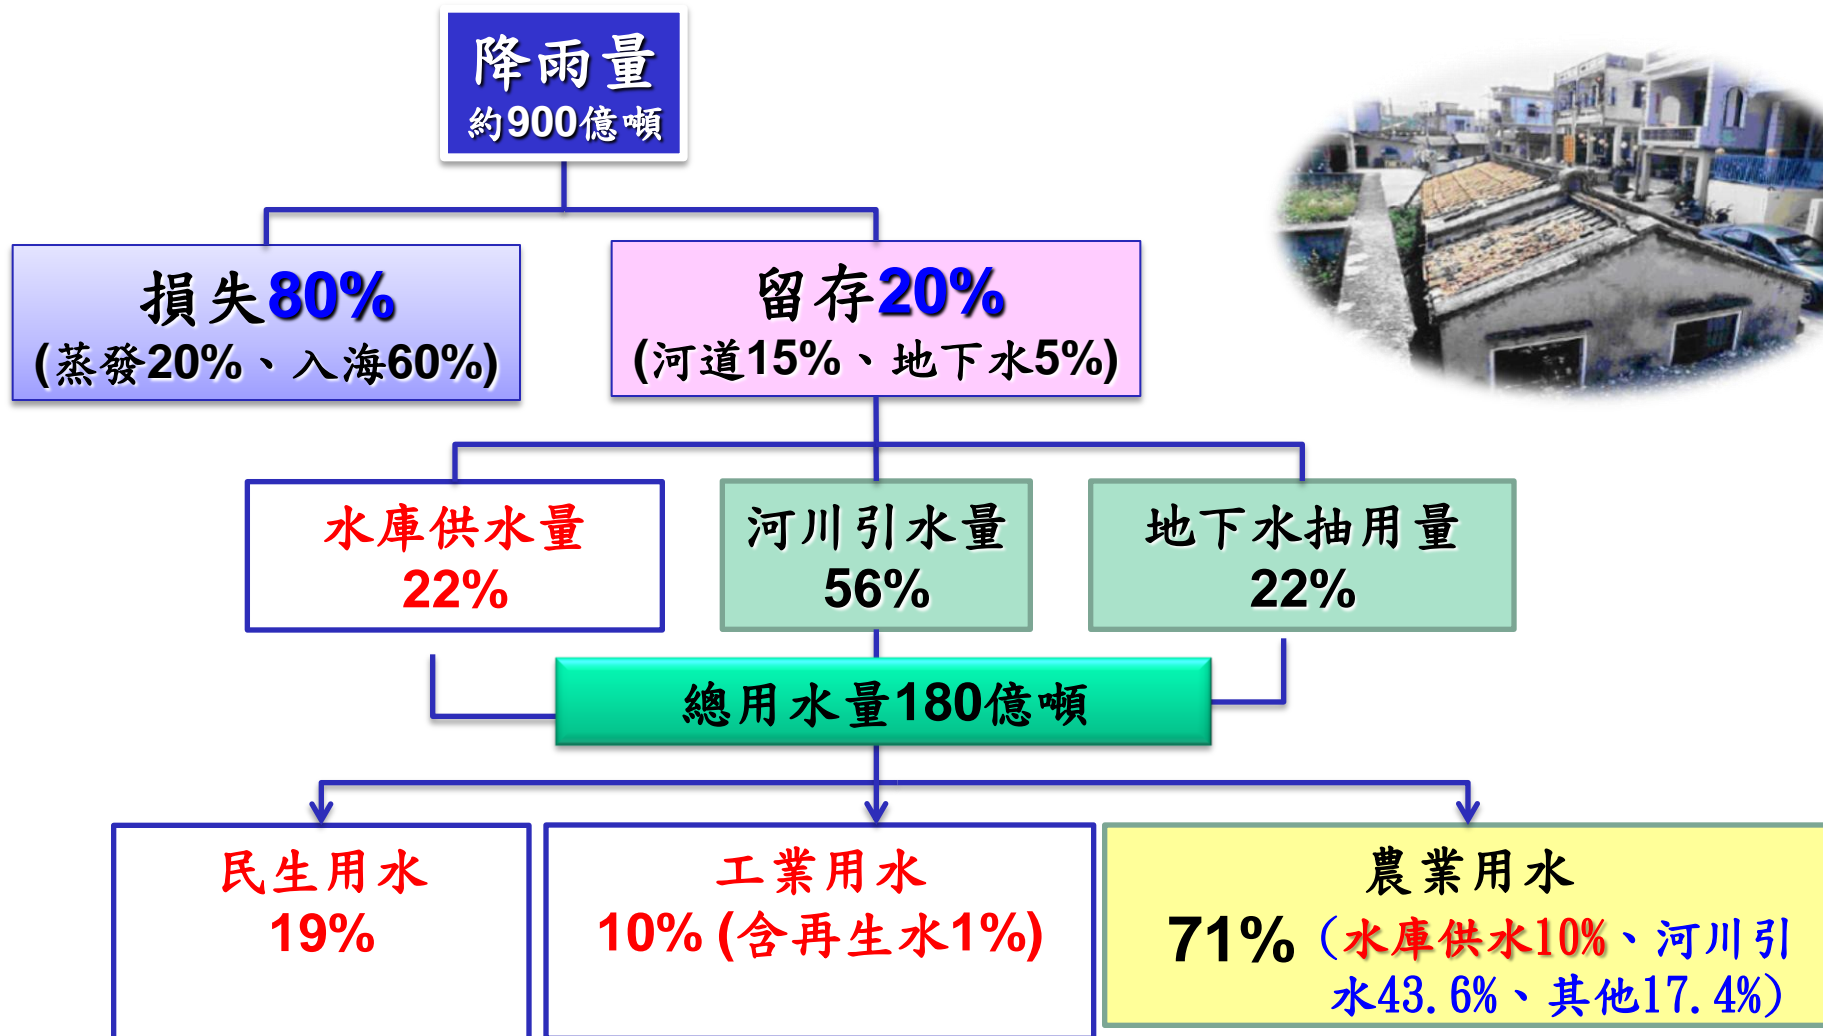 降雨量
約900億噸
損失80%
(蒸發20%、入海60%)
留存20%
(河道15%、地下水5%)
水庫供水量
22%
河川引水量
56%
地下水抽用量
22%
總用水量180億噸
民生用水
19%
工業用水
10% (含再生水1%)
農業用水
71%（水庫供水10%、河川引
水43.6%、其他17.4%)